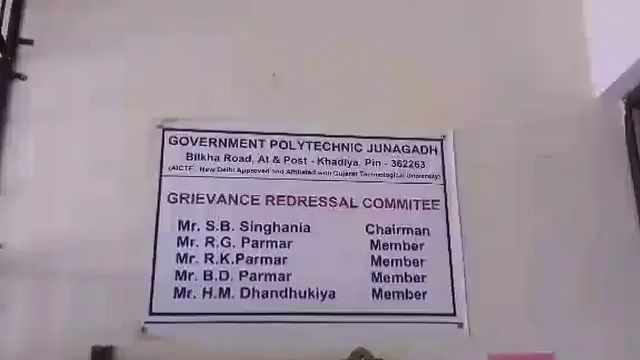 GOVERNMENT POLYTECHNIC JUNAGADH
Bilkha Road, At & Post - Khadiya. Pin - 362263.
(AICTE - New Delhi Approved and Affiliated with Gujarat Technological University)
GRIEVANCE REDRESSAL COMMITEE
Mr. S.B. Singhania Chairman
Mr. R.G. Parmar Member
Mr. R.K.Parmar Member
Mr. B.D. Parmar Member
Mr. H.M. Dhandhukiya Member